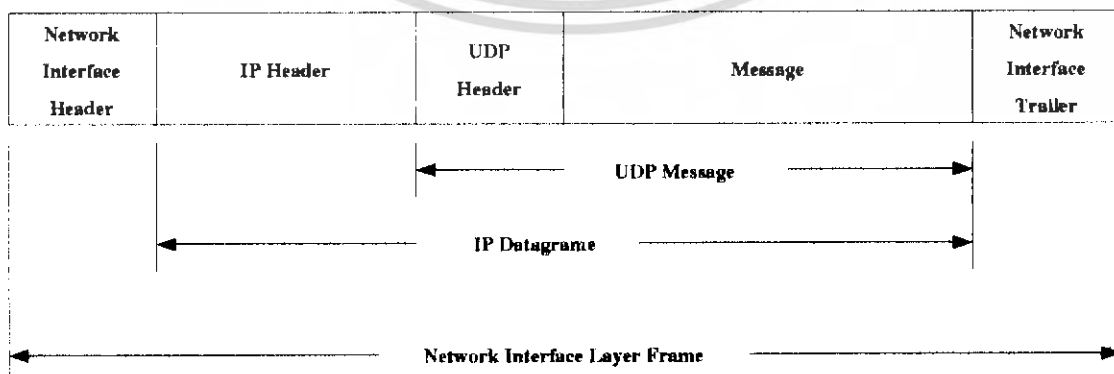 Network
Interface
Header
IP Header
UDP
Header
Message
Network
Interface
Trailer
UDP Message
IP Datagrame
Network Interface Layer Frame